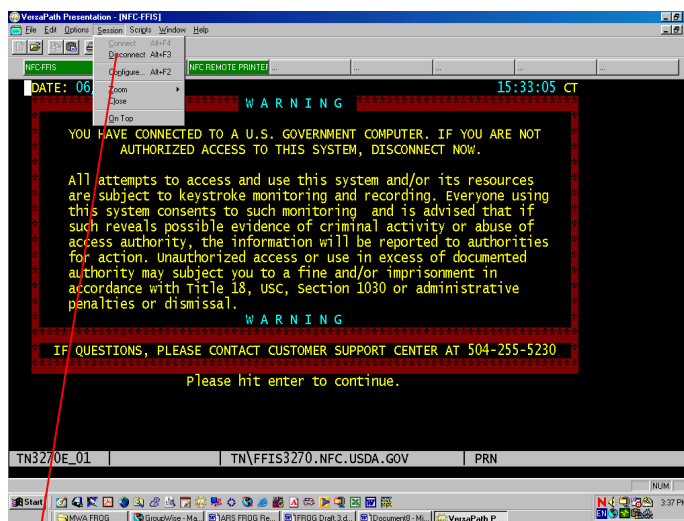 VersaPath Presentation - [NFC-FFIS]
File Edit Options Session Scripts Window Help
Connect Alt+F4
Disconnect Alt+F3
Configure... Alt+F2
Zoom
Close
On Top
NFC-FFIS
NFC REMOTE PRINTER ...
...
...
...
...
DATE: 06
15:33:05 CT
W A R N I N G
YOU HAVE CONNECTED TO A U.S. GOVERNMENT COMPUTER. IF YOU ARE NOT
AUTHORIZED ACCESS TO THIS SYSTEM, DISCONNECT NOW.
All attempts to access and use this system and/or its resources
are subject to keystroke monitoring and recording. Everyone using
this system consents to such monitoring and is advised that if
such reveals possible evidence of criminal activity or abuse of
access authority, the information will be reported to authorities
for action. Unauthorized access or use in excess of documented
authority may subject you to a fine and/or imprisonment in
accordance with Title 18, USC, Section 1030 or administrative
penalties or dismissal.
W A R N I N G
IF QUESTIONS, PLEASE CONTACT CUSTOMER SUPPORT CENTER AT 504-255-5230
Please hit enter to continue.
TN3270E_01
TN\FFIS3270.NFC.USDA.GOV
PRN
NUM
Start
3:37 PM
MWA FROG
GroupWise - Ma...
ARS FROG Re...
FFROG Draft.3.d...
Document8 - Mi...
VersaPath P...
EN